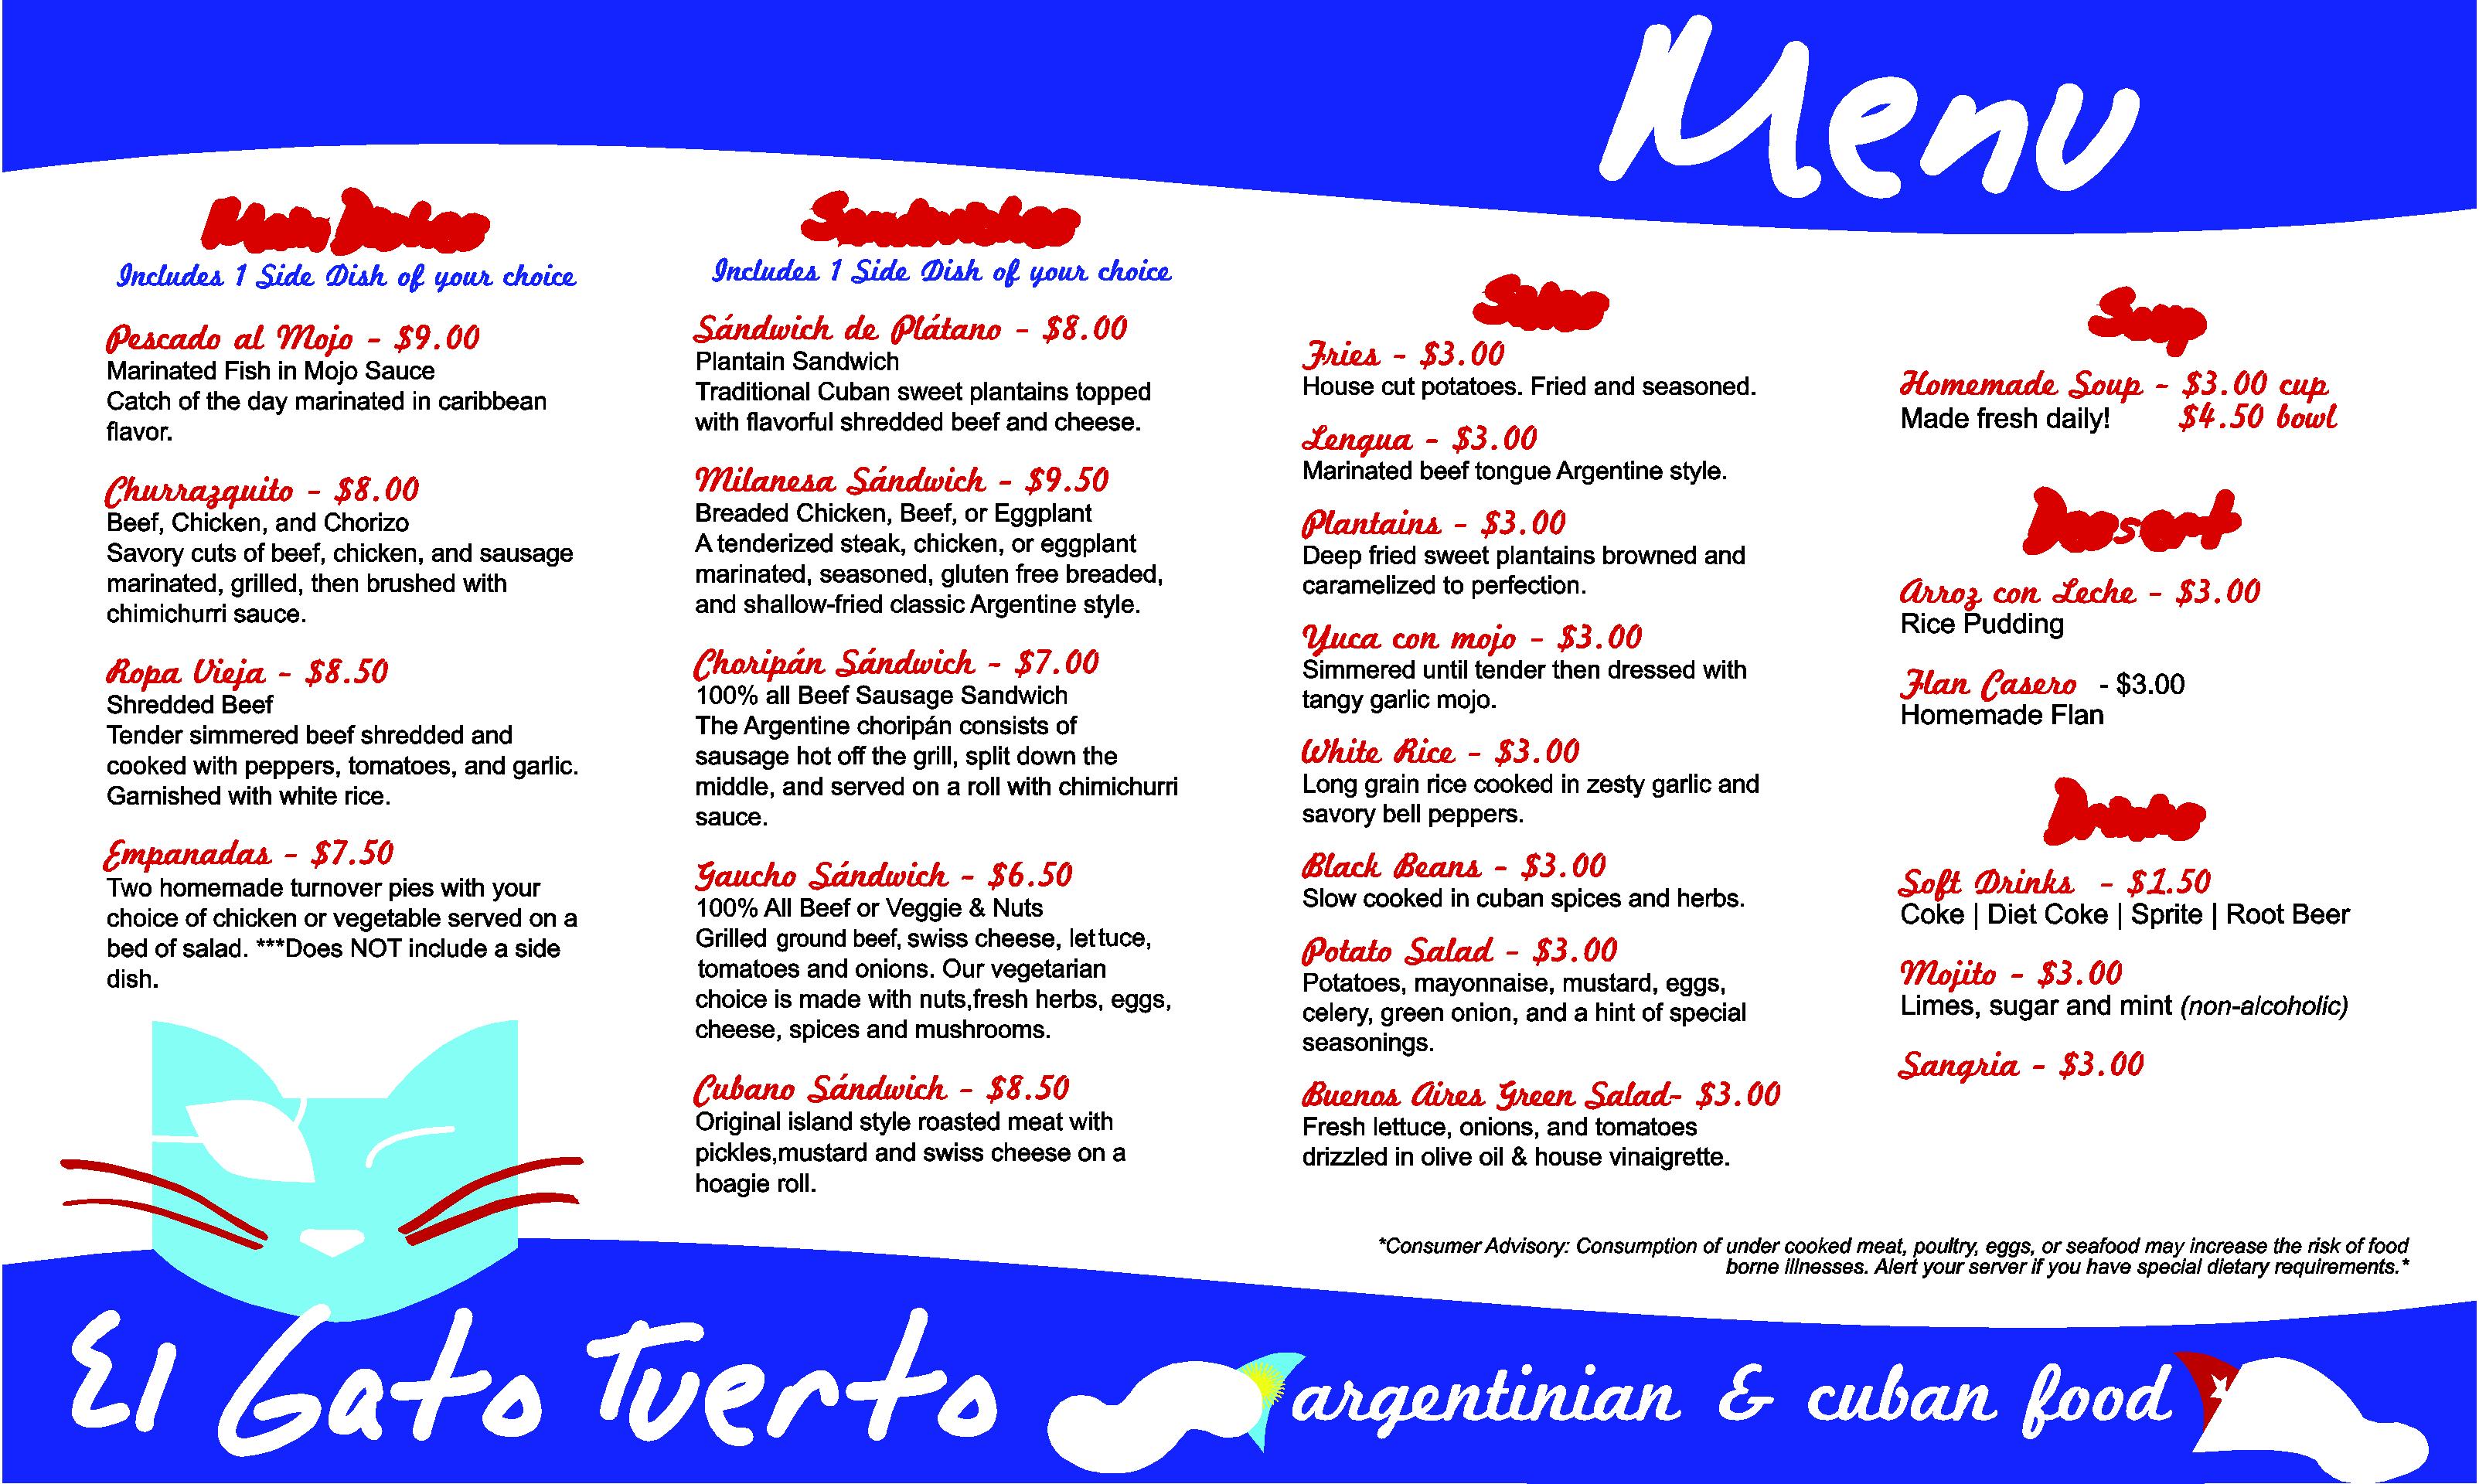 Menu
Main Dishes
Includes 1 Side Dish of your choice
Pescado al Mojo - $9.00
Marinated Fish in Mojo Sauce
Catch of the day marinated in caribbean
flavor.
Churrazquito - $8.00
Beef, Chicken, and Chorizo
Savory cuts of beef, chicken, and sausage
marinated, grilled, then brushed with
chimichurri sauce.
Ropa Vieja - $8.50
Shredded Beef
Tender simmered beef shredded and
cooked with peppers, tomatoes, and garlic.
Garnished with white rice.
Empanadas - $7.50
Two homemade turnover pies with your
choice of chicken or vegetable served on a
bed of salad. ***Does NOT include a side
dish.
Sandwiches
Includes 1 Side Dish of your choice
Sándwich de Plátano - $8.00
Plantain Sandwich
Traditional Cuban sweet plantains topped
with flavorful shredded beef and cheese.
Milanesa Sándwich - $9.50
Breaded Chicken, Beef, or Eggplant
A tenderized steak, chicken, or eggplant
marinated, seasoned, gluten free breaded,
and shallow-fried classic Argentine style.
Choripán Sándwich - $7.00
100% all Beef Sausage Sandwich
The Argentine choripán consists of
sausage hot off the grill, split down the
middle, and served on a roll with chimichurri
sauce.
Gaucho Sándwich - $6.50
100% All Beef or Veggie & Nuts
Grilled ground beef, swiss cheese, lettuce,
tomatoes and onions. Our vegetarian
choice is made with nuts,fresh herbs, eggs,
cheese, spices and mushrooms.
Cubano Sándwich - $8.50
Original island style roasted meat with
pickles,mustard and swiss cheese on a
hoagie roll.
Sides
Fries - $3.00
House cut potatoes. Fried and seasoned.
Lengua - $3.00
Marinated beef tongue Argentine style.
Plantains - $3.00
Deep fried sweet plantains browned and
caramelized to perfection.
Yuca con mojo - $3.00
Simmered until tender then dressed with
tangy garlic mojo.
White Rice - $3.00
Long grain rice cooked in zesty garlic and
savory bell peppers.
Black Beans - $3.00
Slow cooked in cuban spices and herbs.
Potato Salad - $3.00
Potatoes, mayonnaise, mustard, eggs,
celery, green onion, and a hint of special
seasonings.
Buenos Aires Green Salad- $3.00
Fresh lettuce, onions, and tomatoes
drizzled in olive oil & house vinaigrette.
Soup
Homemade Soup - $3.00 cup
Made fresh daily! $4.50 bowl
Dessert
Arroz con Leche - $3.00
Rice Pudding
Flan Casero - $3.00
Homemade Flan
Drinks
Soft Drinks - $1.50
Coke | Diet Coke | Sprite | Root Beer
Mojito - $3.00
Limes, sugar and mint (non-alcoholic)
Sangria - $3.00
*Consumer Advisory: Consumption of under cooked meat, poultry, eggs, or seafood may increase the risk of food
borne illnesses. Alert your server if you have special dietary requirements.*
El Gato Tuerto
argentinian & cuban food